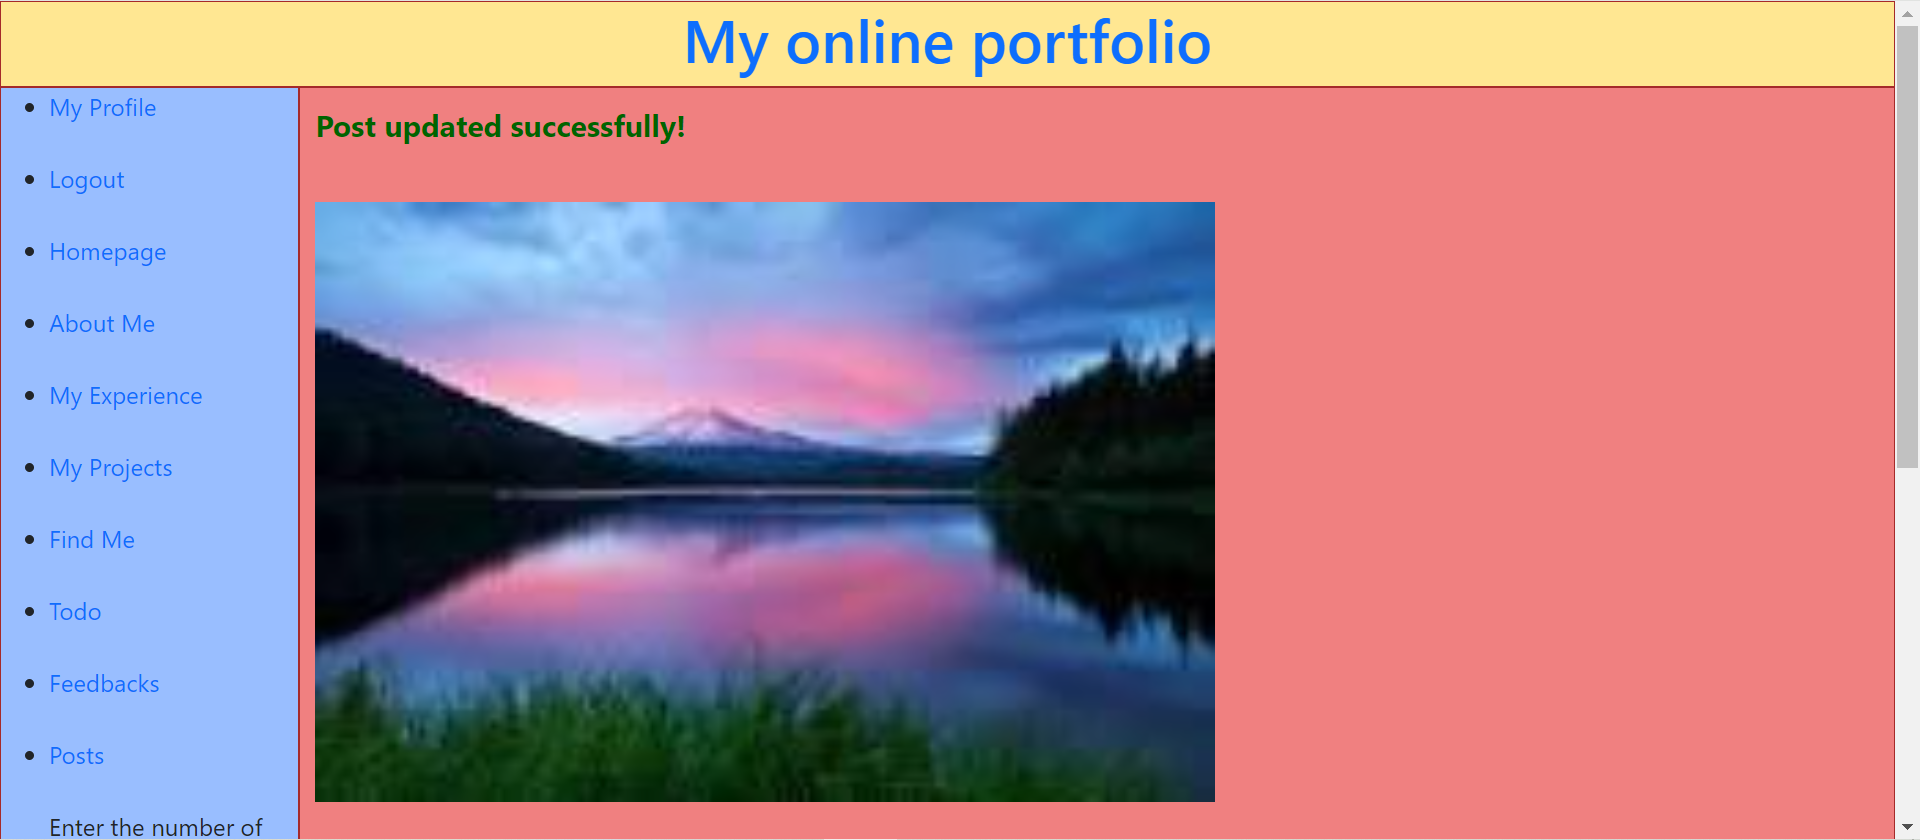 My online portfolio
My Profile
Logout
Homepage
About Me
My Experience
My Projects
Find Me
Todo
Feedbacks
Posts
Enter the number of
Post updated successfully!